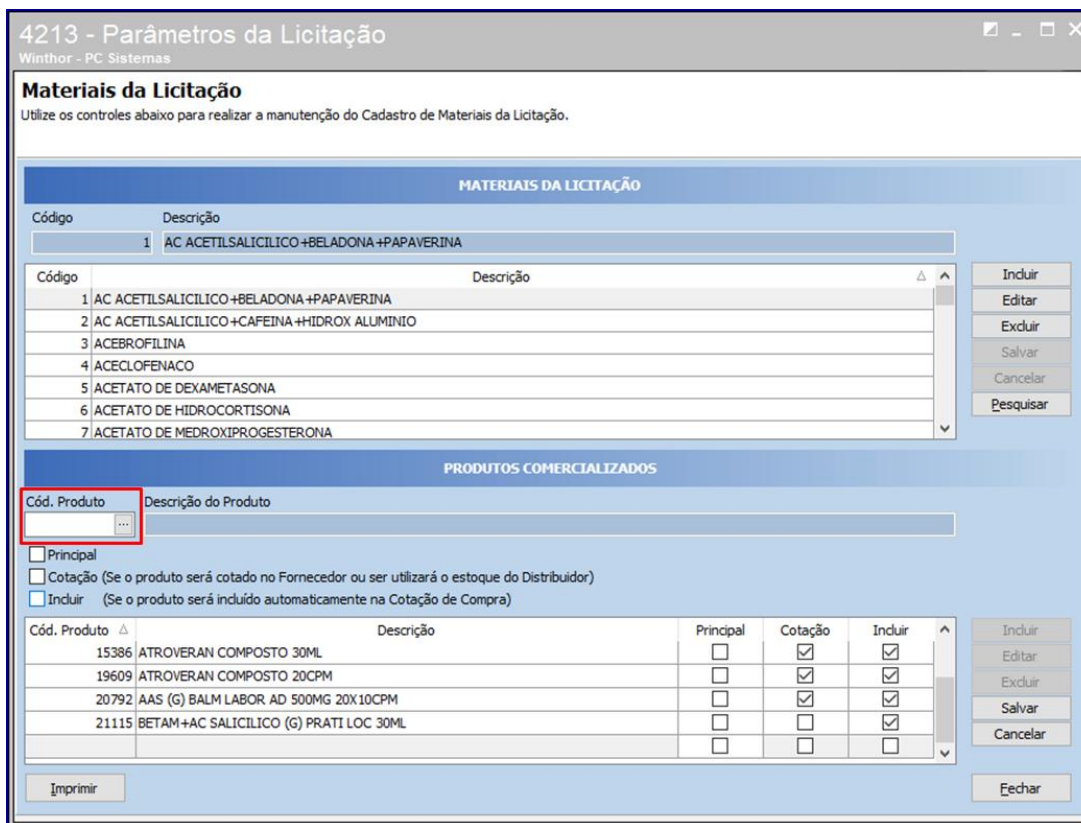 4213 - Parâmetros da Licitação
Winthor - PC Sistemas
Materiais da Licitação
Utilize os controles abaixo para realizar a manutenção do Cadastro de Materiais da Licitação.
MATERIAIS DA LICITAÇÃO
Código Descrição
1 AC ACETILSALICILICO+BELADONA+PAPAVERINA
Código Descrição
1 AC ACETILSALICILICO+BELADONA+PAPAVERINA
2 AC ACETILSALICILICO+CAFEINA+HIDROX ALUMINIO
3 ACEBROFILINA
4 ACECLOFENACO
5 ACETATO DE DEXAMETASONA
6 ACETATO DE HIDROCORTISONA
7 ACETATO DE MEDROXIPROGESTERONA
Incluir
Editar
Excluir
Salvar
Cancelar
Pesquisar
PRODUTOS COMERCIALIZADOS
Cód. Produto Descrição do Produto
...
Principal
Cotação (Se o produto será cotado no Fornecedor ou ser utilizará o estoque do Distribuidor)
Incluir (Se o produto será incluído automaticamente na Cotação de Compra)
Cód. Produto Descrição Principal Cotação Incluir
15386 ATROVERAN COMPOSTO 30ML
19609 ATROVERAN COMPOSTO 20CPM
20792 AAS (G) BALM LABOR AD 500MG 20X10CPM
21115 BETAM+AC SALICILICO (G) PRATI LOC 30ML
Incluir
Editar
Excluir
Salvar
Cancelar
Imprimir
Fechar